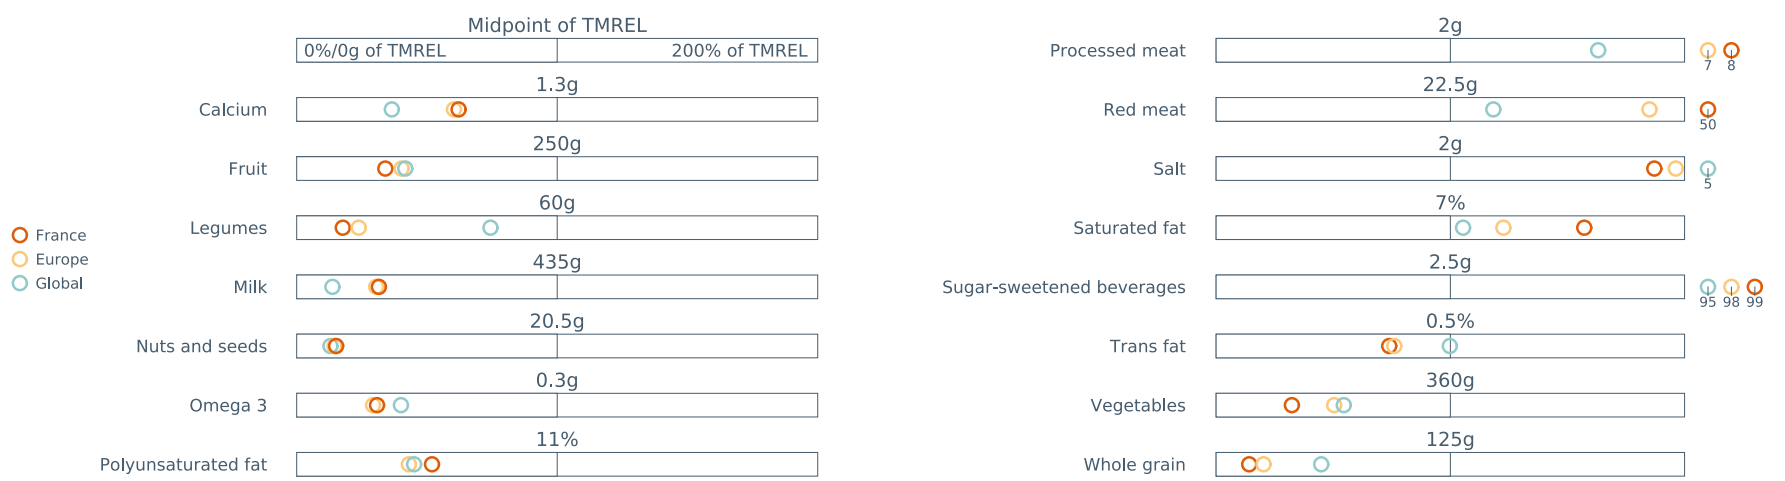 Midpoint of TMREL
0%/0g of TMREL 200% of TMREL
1.3g
Calcium
250g
Fruit
60g
Legumes
435g
Milk
20.5g
Nuts and seeds
0.3g
Omega 3
11%
Polyunsaturated fat
France
Europe
Global
2g
Processed meat
7 8
22.5g
Red meat
50
2g
Salt
5
7%
Saturated fat
2.5g
Sugar-sweetened beverages
95 98 99
0.5%
Trans fat
360g
Vegetables
125g
Whole grain